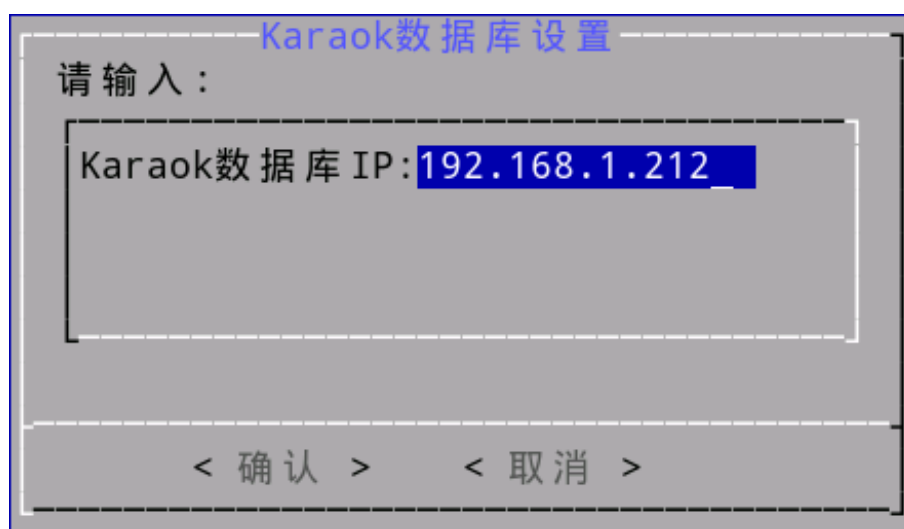 Karaok数据库设置
请输入:
Karaok数据库IP:192.168.1.212_
< 确认 > < 取消 >